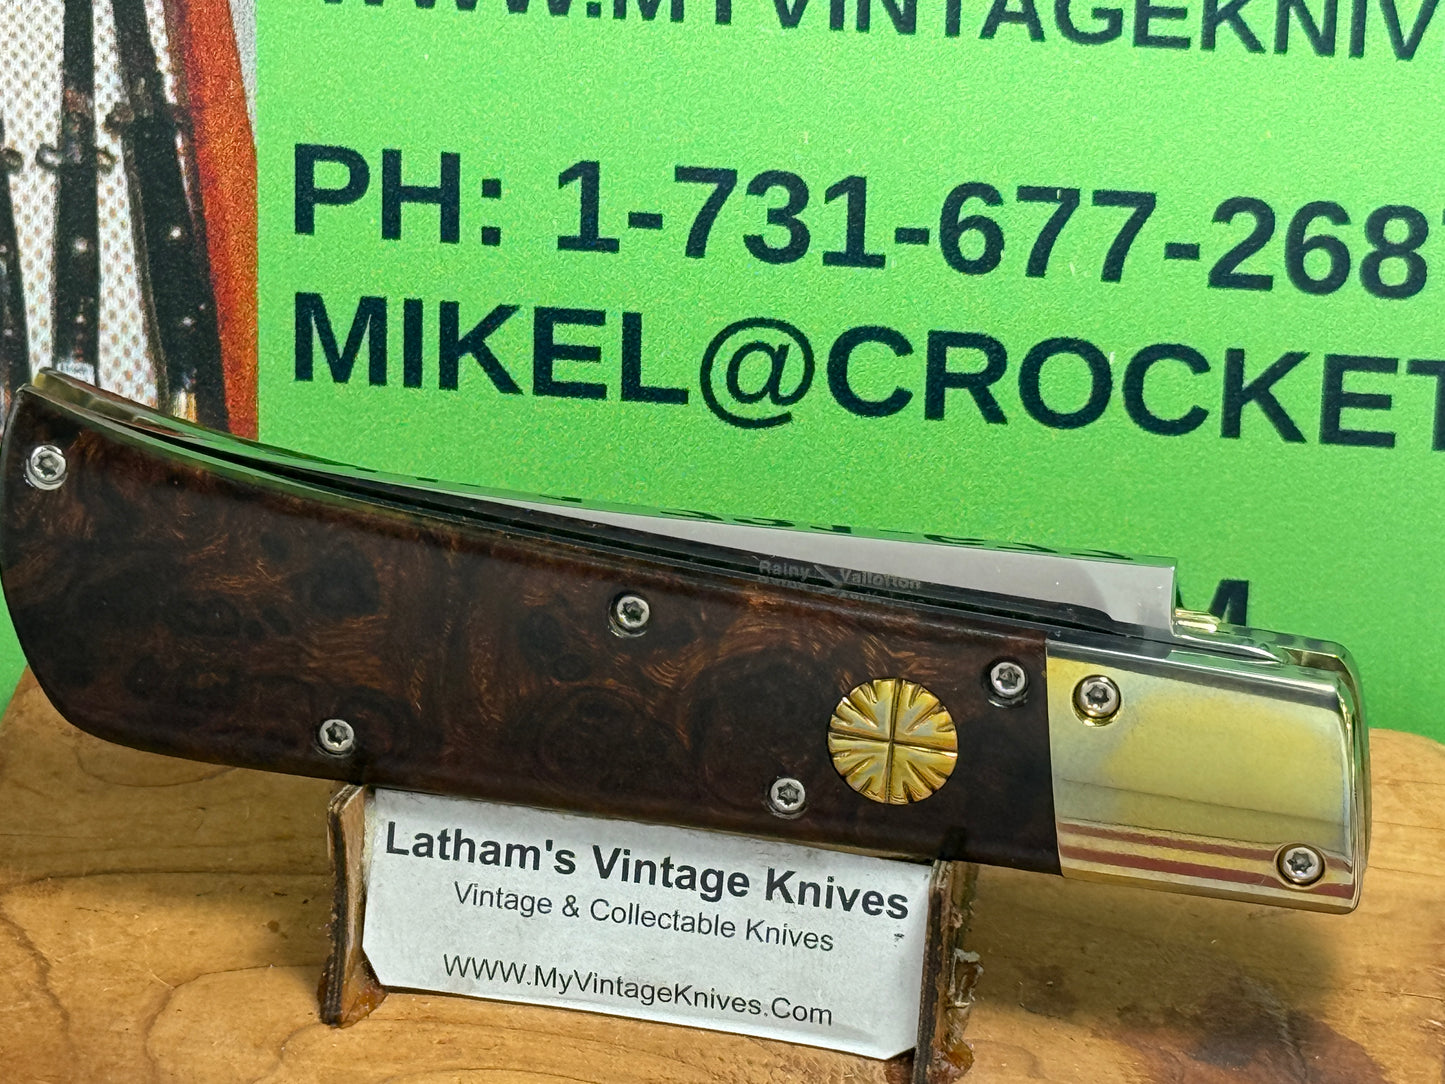 WWW.MYVINTAGEKNIV
PH: 1-731-677-268
MIKEL@CROCKET
M
Rainy Vallotton
Latham's Vintage Knives
Vintage & Collectable Knives
WWW.MyVintageKnives.Com